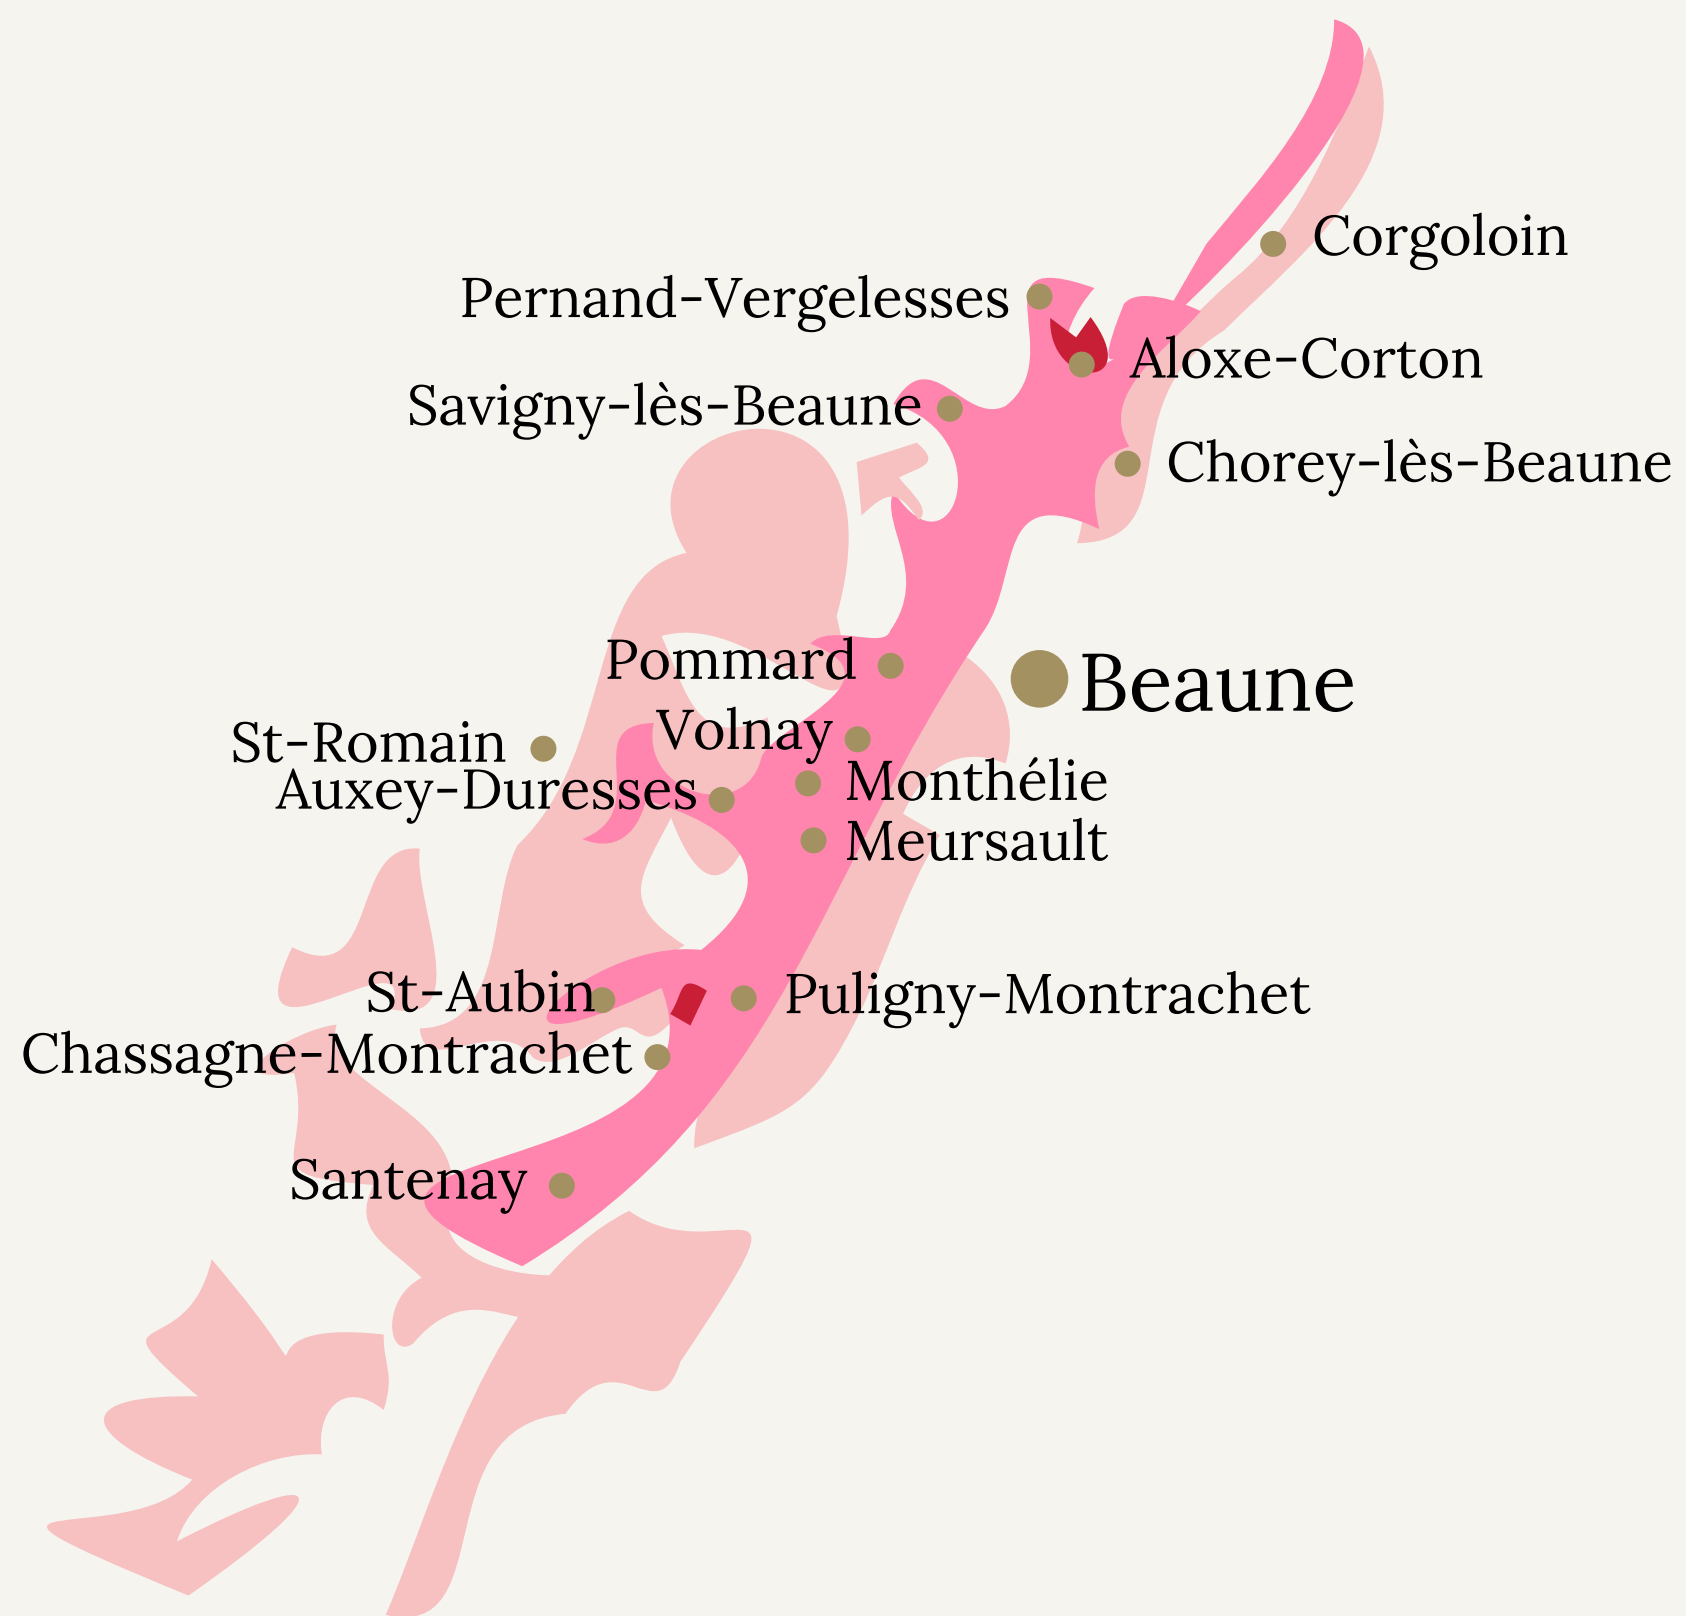 Corgoloin
Pernand-Vergelesses
Aloxe-Corton
Savigny-lès-Beaune
Chorey-lès-Beaune
Pommard
Beaune
Volnay
St-Romain
Monthélie
Auxey-Duresses
Meursault
St-Aubin
Puligny-Montrachet
Chassagne-Montrachet
Santenay